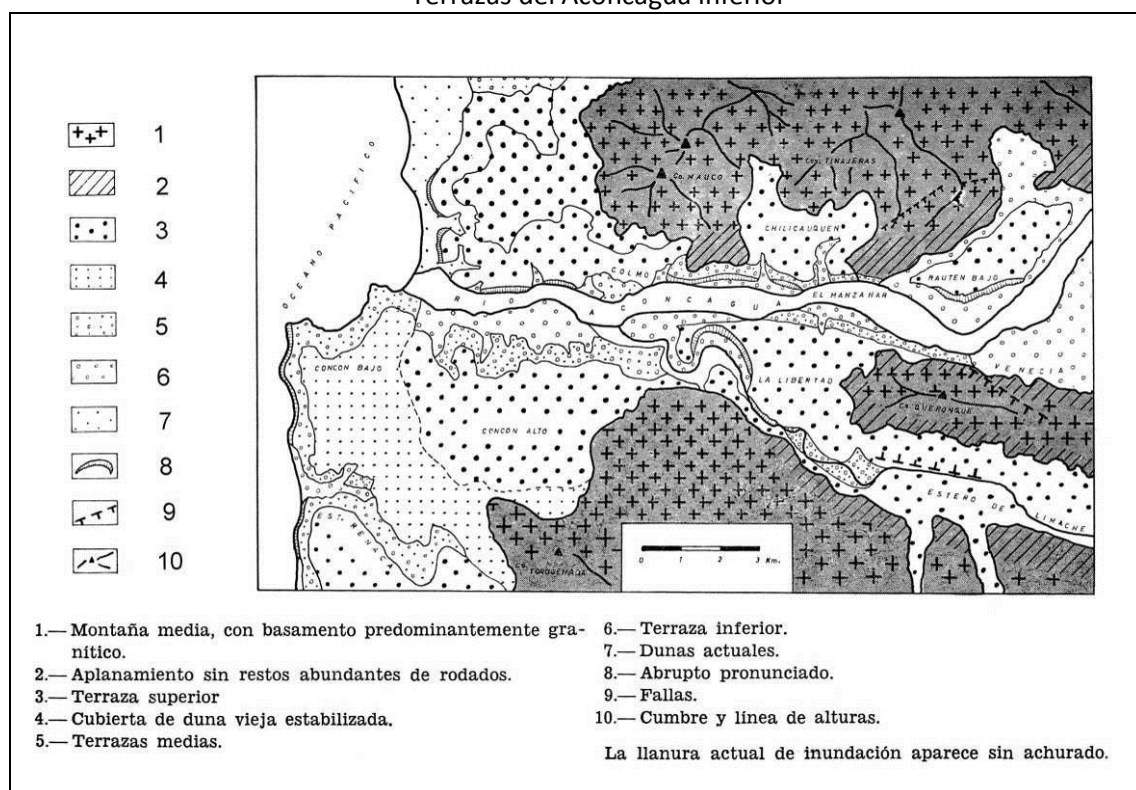 Terrazas del Aconcagua Inferior
1
2
3
4
5
6
7
8
9
10
OCEANO PACIFICO
Co. MAUCO
Cos. TINAJERAS
CHILICAUQUEN
COLMO
RAUTEN BAJO
RIO ACONCAGUA
EL MANZANAR
VENECIA
CONCON BAJO
LA LIBERTAD
Co. QUERONQUE
CONCON ALTO
ESTERO DE LIMACHE
EST. REÑACA
Co. TORQUEMADA
0 1 2 3 Km.
1.— Montaña media, con basamento predominantemente gra-
nítico.
2.— Aplanamiento sin restos abundantes de rodados.
3.— Terraza superior
4.— Cubierta de duna vieja estabilizada.
5.— Terrazas medias.
6.— Terraza inferior.
7.— Dunas actuales.
8.— Abrupto pronunciado.
9.— Fallas.
10.— Cumbre y línea de alturas.
La llanura actual de inundación aparece sin achurado.